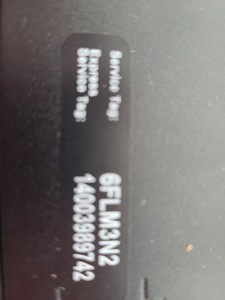 Service Tag: 6FLM3N2
Express
Service Tag: 14003989742